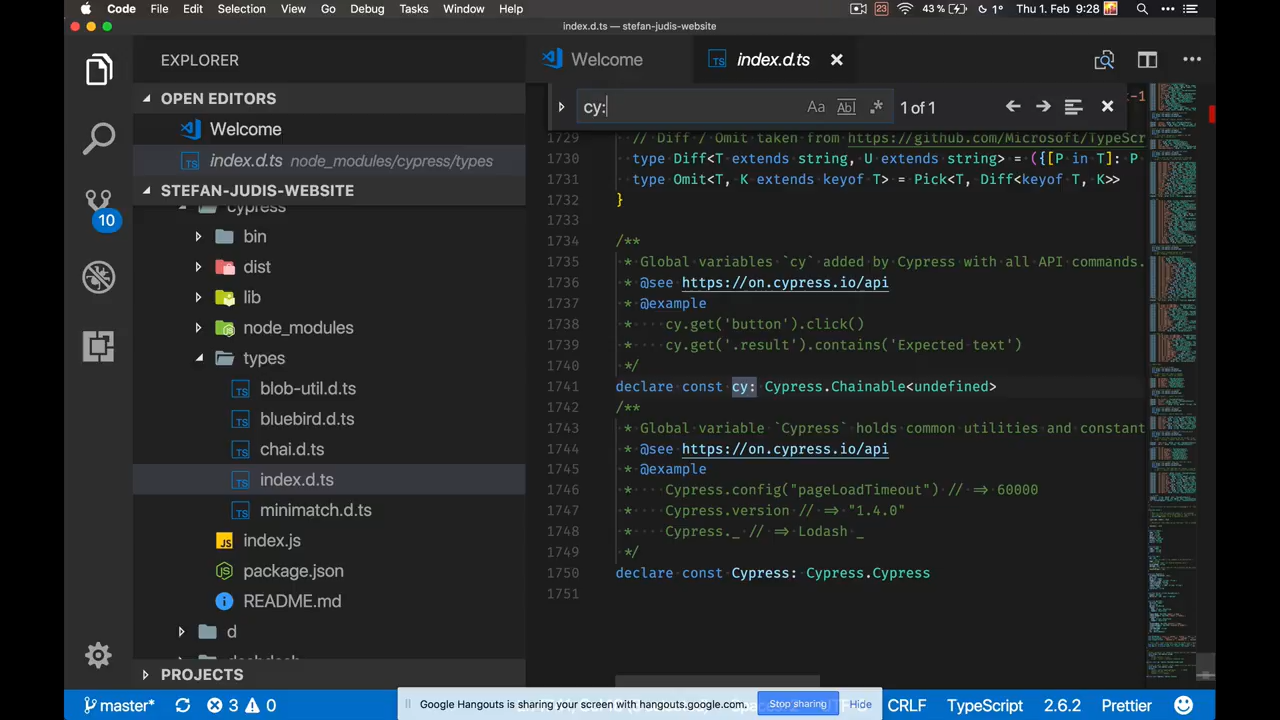 Code File Edit Selection View Go Debug Tasks Window Help 23 43 % 1° Thu 1. Feb 9:28
index.d.ts — stefan-judis-website
EXPLORER
OPEN EDITORS
Welcome
index.d.ts node_modules/cypress/types
STEFAN-JUDIS-WEBSITE
cypress
bin
dist
lib
node_modules
types
blob-util.d.ts
bluebird.d.ts
chai.d.ts
index.d.ts
minimatch.d.ts
index.js
package.json
README.md
d
dashdash
PROJECTS
10
Welcome index.d.ts
cy: Aa Abl .* 1 of 1
1729 // Diff / Omit taken from https://github.com/Microsoft/TypeScr
1730 type Diff<T extends string, U extends string> = ({[P in T]: P
1731 type Omit<T, K extends keyof T> = Pick<T, Diff<keyof T, K>>
1732 }
1733
1734 /**
1735 * Global variables `cy` added by Cypress with all API commands.
1736 * @see https://on.cypress.io/api
1737 * @example
1738 * cy.get('button').click()
1739 * cy.get('.result').contains('Expected text')
1740 */
1741 declare const cy: Cypress.Chainable<undefined>
1742 /**
1743 * Global variable `Cypress` holds common utilities and constant
1744 * @see https://on.cypress.io/api
1745 * @example
1746 * Cypress.config("pageLoadTimeout") // => 60000
1747 * Cypress.version // => "1.4.0"
1748 * Cypress._ // => Lodash _
1749 */
1750 declare const Cypress: Cypress.Cypress
1751
master* 3 0 CRLF TypeScript 2.6.2 Prettier
Google Hangouts is sharing your screen with hangouts.google.com. Stop sharing Hide